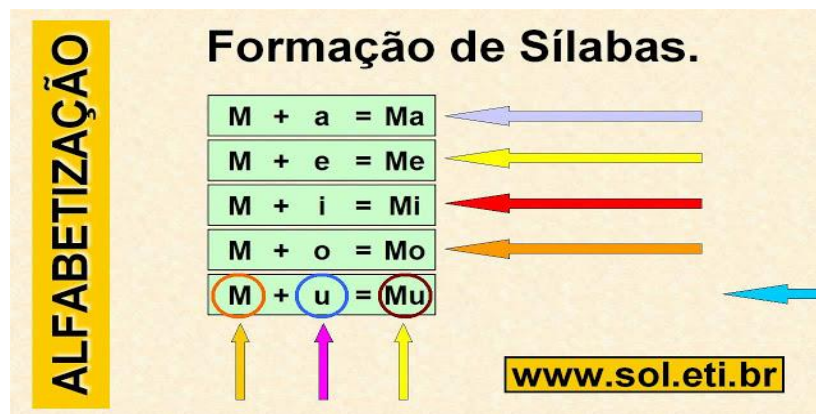 ALFABETIZAÇÃO
Formação de Sílabas.
M + a = Ma
M + e = Me
M + i = Mi
M + o = Mo
M + u = Mu
www.sol.eti.br